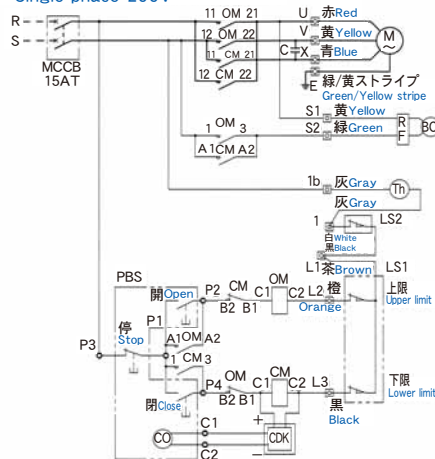 Single phase 200V
R
S
MCCB
15AT
11 OM 21
12 OM 22
11 CM 21
12 CM 22
U 赤Red
V 黄Yellow
C X 青Blue
M
~
E 緑/黄ストライプ
Green/Yellow stripe
S1 黄Yellow
S2 緑Green
R
F
BC
1 OM 3
A1 CM A2
1b 灰Gray
Th
灰Gray
1
LS2
白White
黒Black
L1 茶Brown LS1
PBS
開Open
P2 CM C1 OM C2 L2 橙
B2 B1
Orange
上限
Upper limit
停
Stop
P1
P3
A1 OM A2
1 CM 3
P4 OM C1 CM C2 L3
B2 B1
閉Close
黒
Black
下限
Lower limit
CO
C1
C2
+
−
CDK